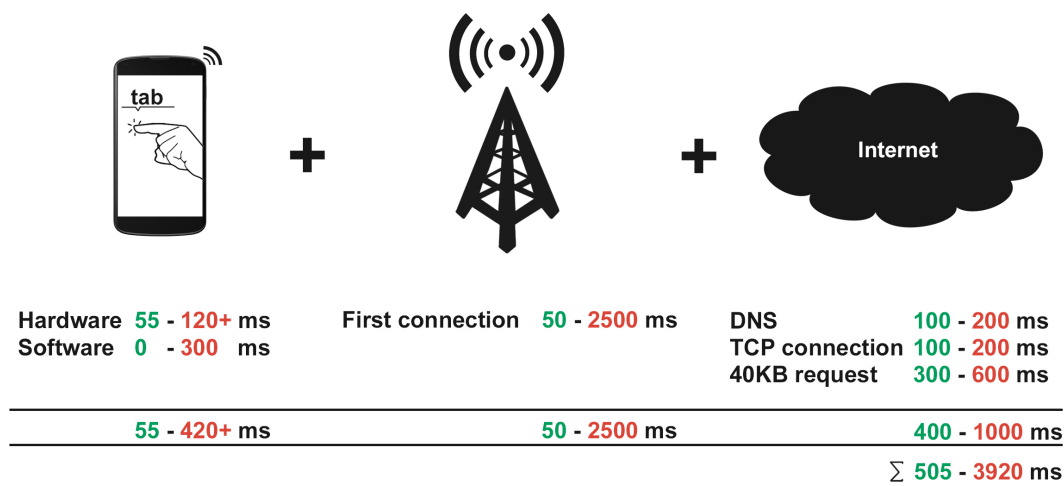 tab
Internet
Hardware 55 - 120+ ms
Software 0 - 300 ms
First connection 50 - 2500 ms
DNS 100 - 200 ms
TCP connection 100 - 200 ms
40KB request 300 - 600 ms
55 - 420+ ms
50 - 2500 ms
400 - 1000 ms
∑ 505 - 3920 ms